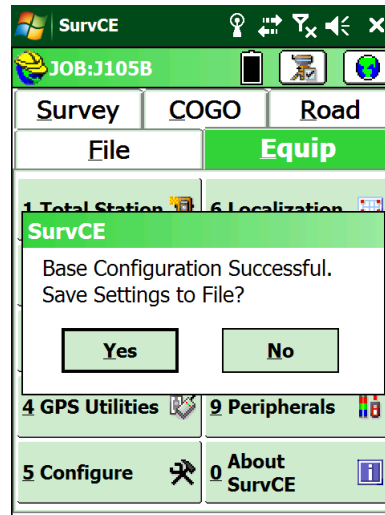 SurvCE
JOB:J105B
Survey
COGO
Road
File
Equip
1 Total Station
6 Localization
SurvCE
Base Configuration Successful.
Save Settings to File?
Yes
No
4 GPS Utilities
9 Peripherals
5 Configure
0 About
SurvCE